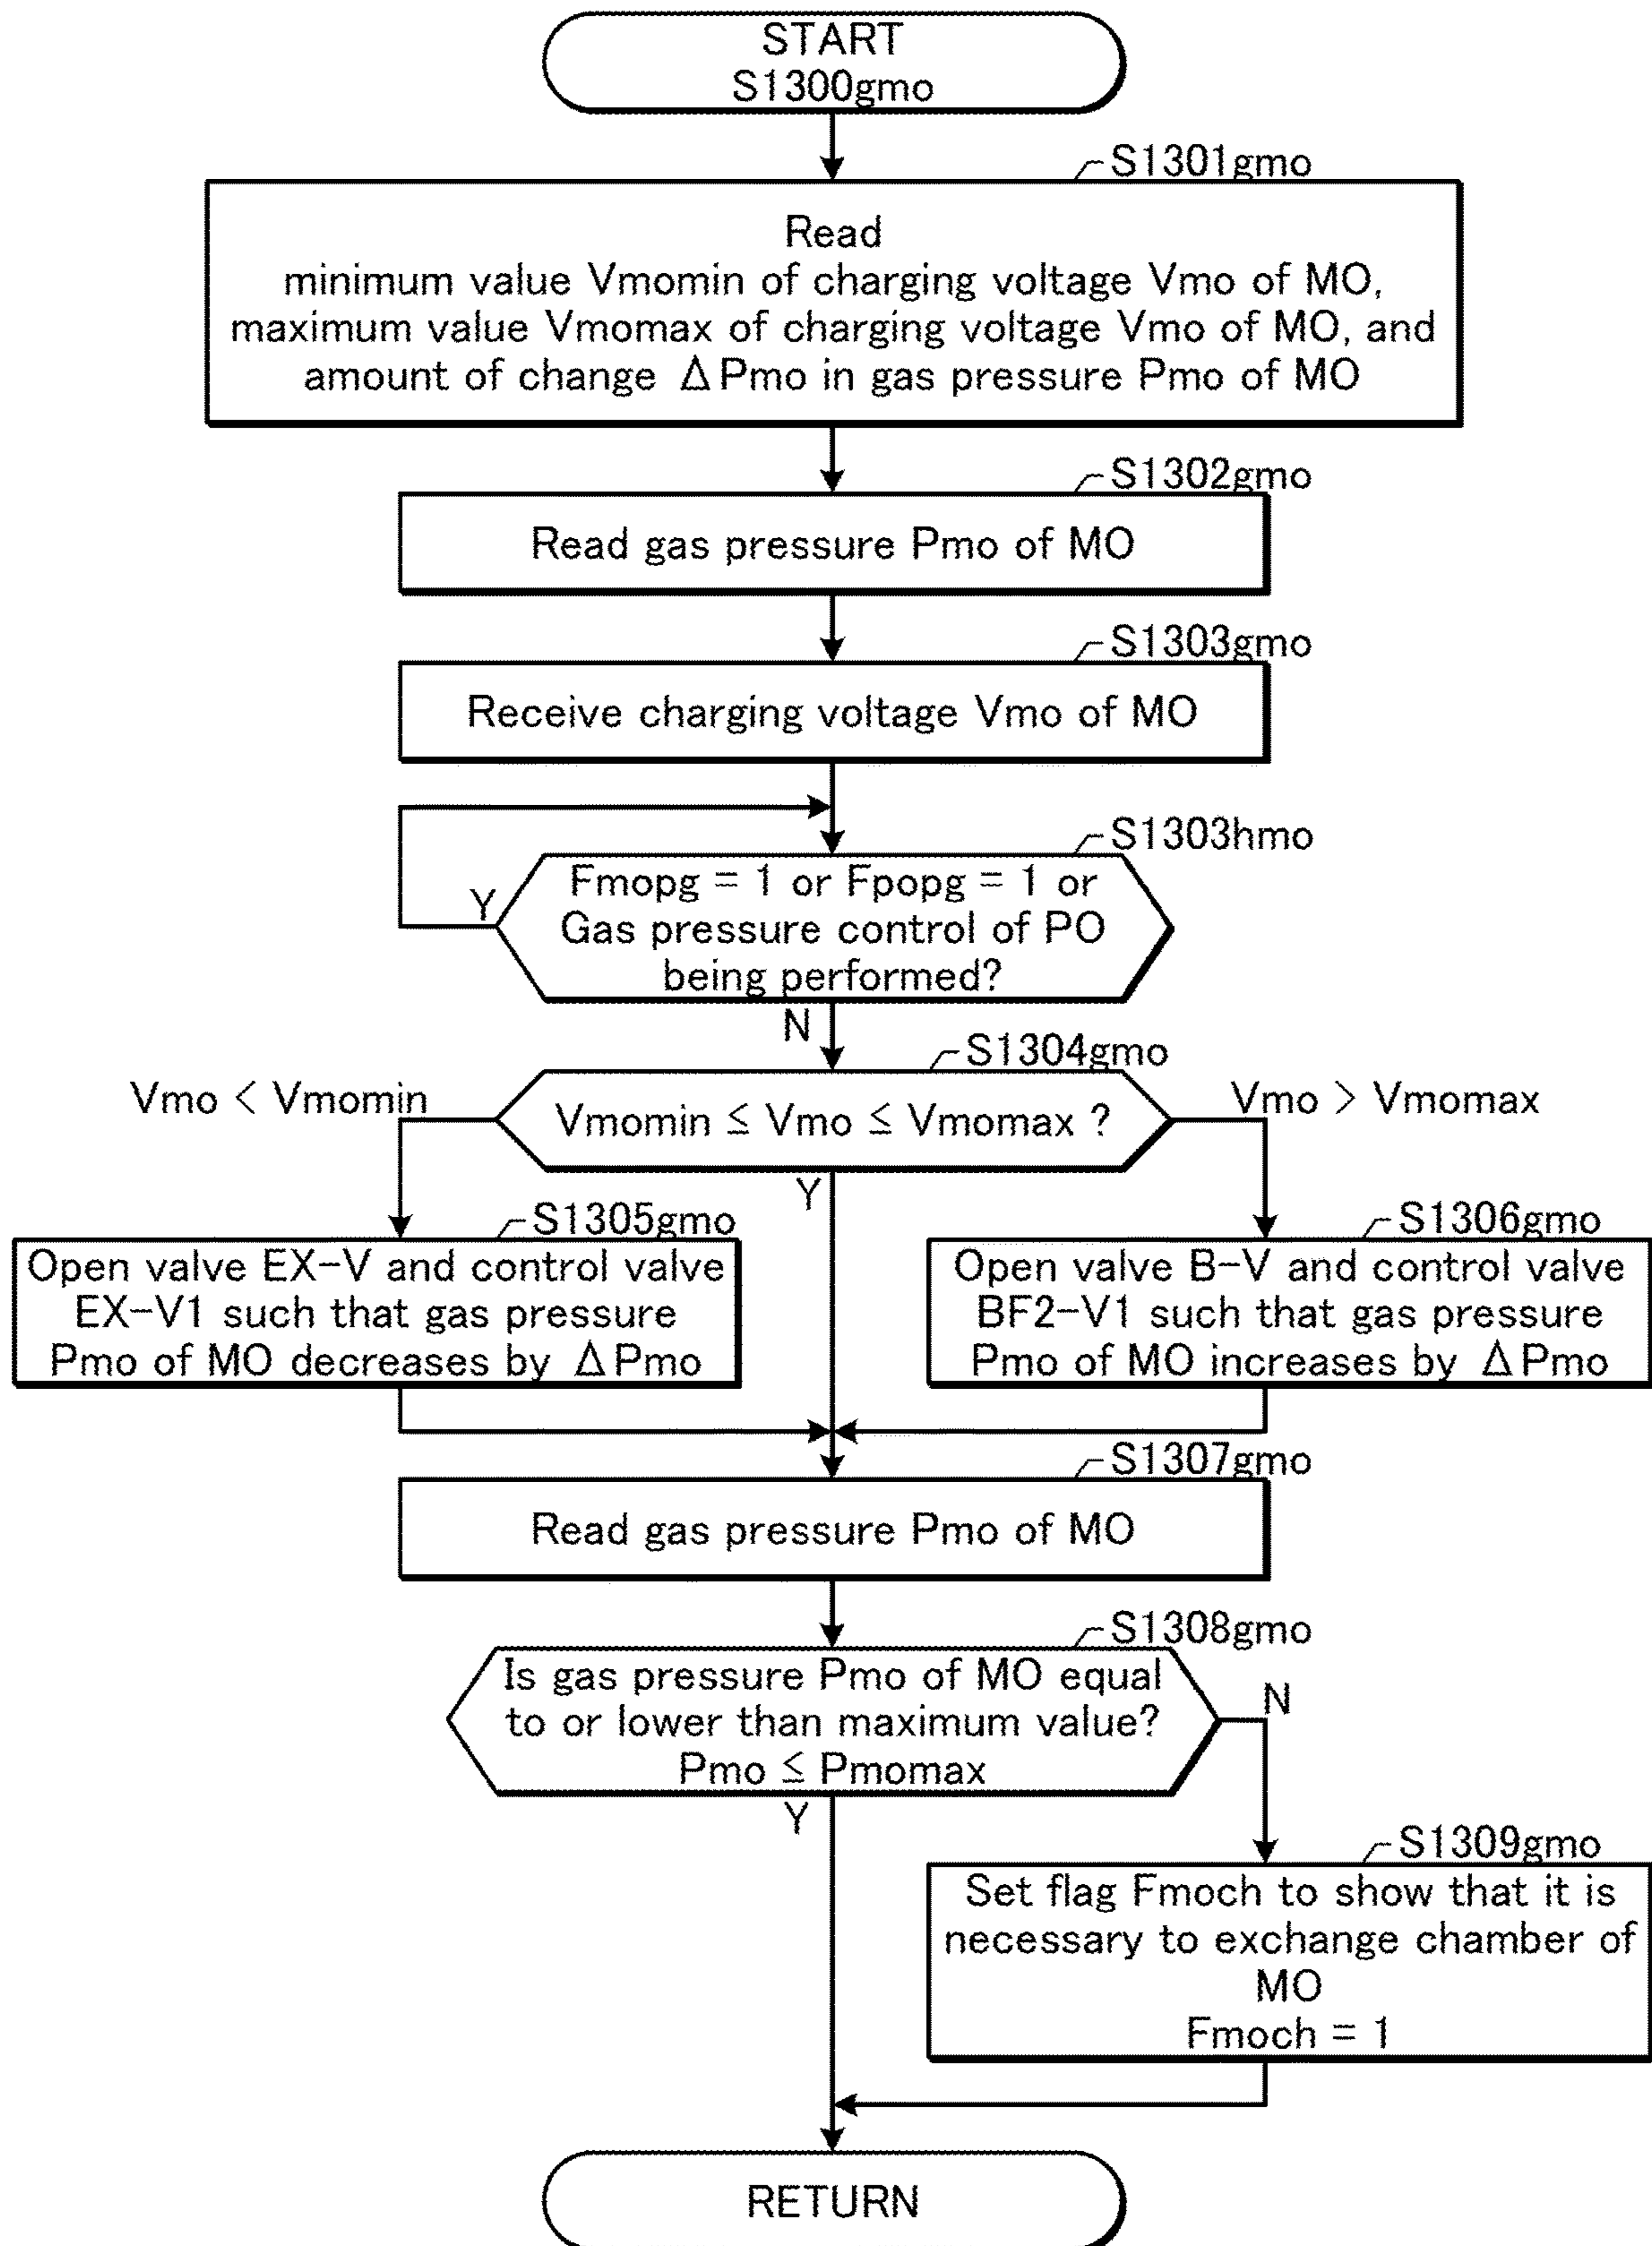 START
S1300gmo
S1301gmo
Read
minimum value Vmomin of charging voltage Vmo of MO,
maximum value Vmomax of charging voltage Vmo of MO, and
amount of change ΔPmo in gas pressure Pmo of MO
S1302gmo
Read gas pressure Pmo of MO
S1303gmo
Receive charging voltage Vmo of MO
S1303hmo
Fmopg = 1 or Fpopg = 1 or
Gas pressure control of PO
being performed?
Y
N
S1304gmo
Vmo < Vmomin
Vmomin ≦ Vmo ≦ Vmomax ?
Vmo > Vmomax
Y
S1305gmo
Open valve EX-V and control valve
EX-V1 such that gas pressure
Pmo of MO decreases by ΔPmo
S1306gmo
Open valve B-V and control valve
BF2-V1 such that gas pressure
Pmo of MO increases by ΔPmo
S1307gmo
Read gas pressure Pmo of MO
S1308gmo
Is gas pressure Pmo of MO equal
to or lower than maximum value?
Pmo ≦ Pmomax
N
Y
S1309gmo
Set flag Fmoch to show that it is
necessary to exchange chamber of
MO
Fmoch = 1
RETURN